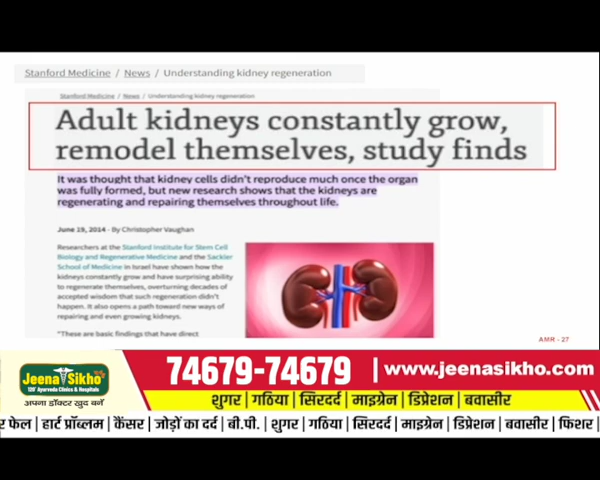 Stanford Medicine / News / Understanding kidney regeneration
Stanford Medicine / News / Understanding kidney regeneration
Adult kidneys constantly grow,
remodel themselves, study finds
It was thought that kidney cells didn't reproduce much once the organ
was fully formed, but new research shows that the kidneys are
regenerating and repairing themselves throughout life.
June 19, 2014 - By Christopher Vaughan
Researchers at the Stanford Institute for Stem Cell
Biology and Regenerative Medicine and the Sackler
School of Medicine in Israel have shown how the
kidneys constantly grow and have surprising ability
to regenerate themselves, overturning decades of
accepted wisdom that such regeneration didn't
happen. It also opens a path toward new ways of
repairing and even growing kidneys.
"These are basic findings that have direct
AMR - 27
Jeena Sikho
Ayurveda Clinics & Hospitals
अपना डॉक्टर खुद बनें
74679-74679 | www.jeenasikho.com
शुगर | गठिया | सिरदर्द | माइग्रेन | डिप्रेशन | बवासीर
र फेल | हार्ट प्रॉब्लम | कैंसर | जोड़ों का दर्द | बी.पी. | शुगर | गठिया | सिरदर्द | माइग्रेन | डिप्रेशन | बवासीर | फिशर |